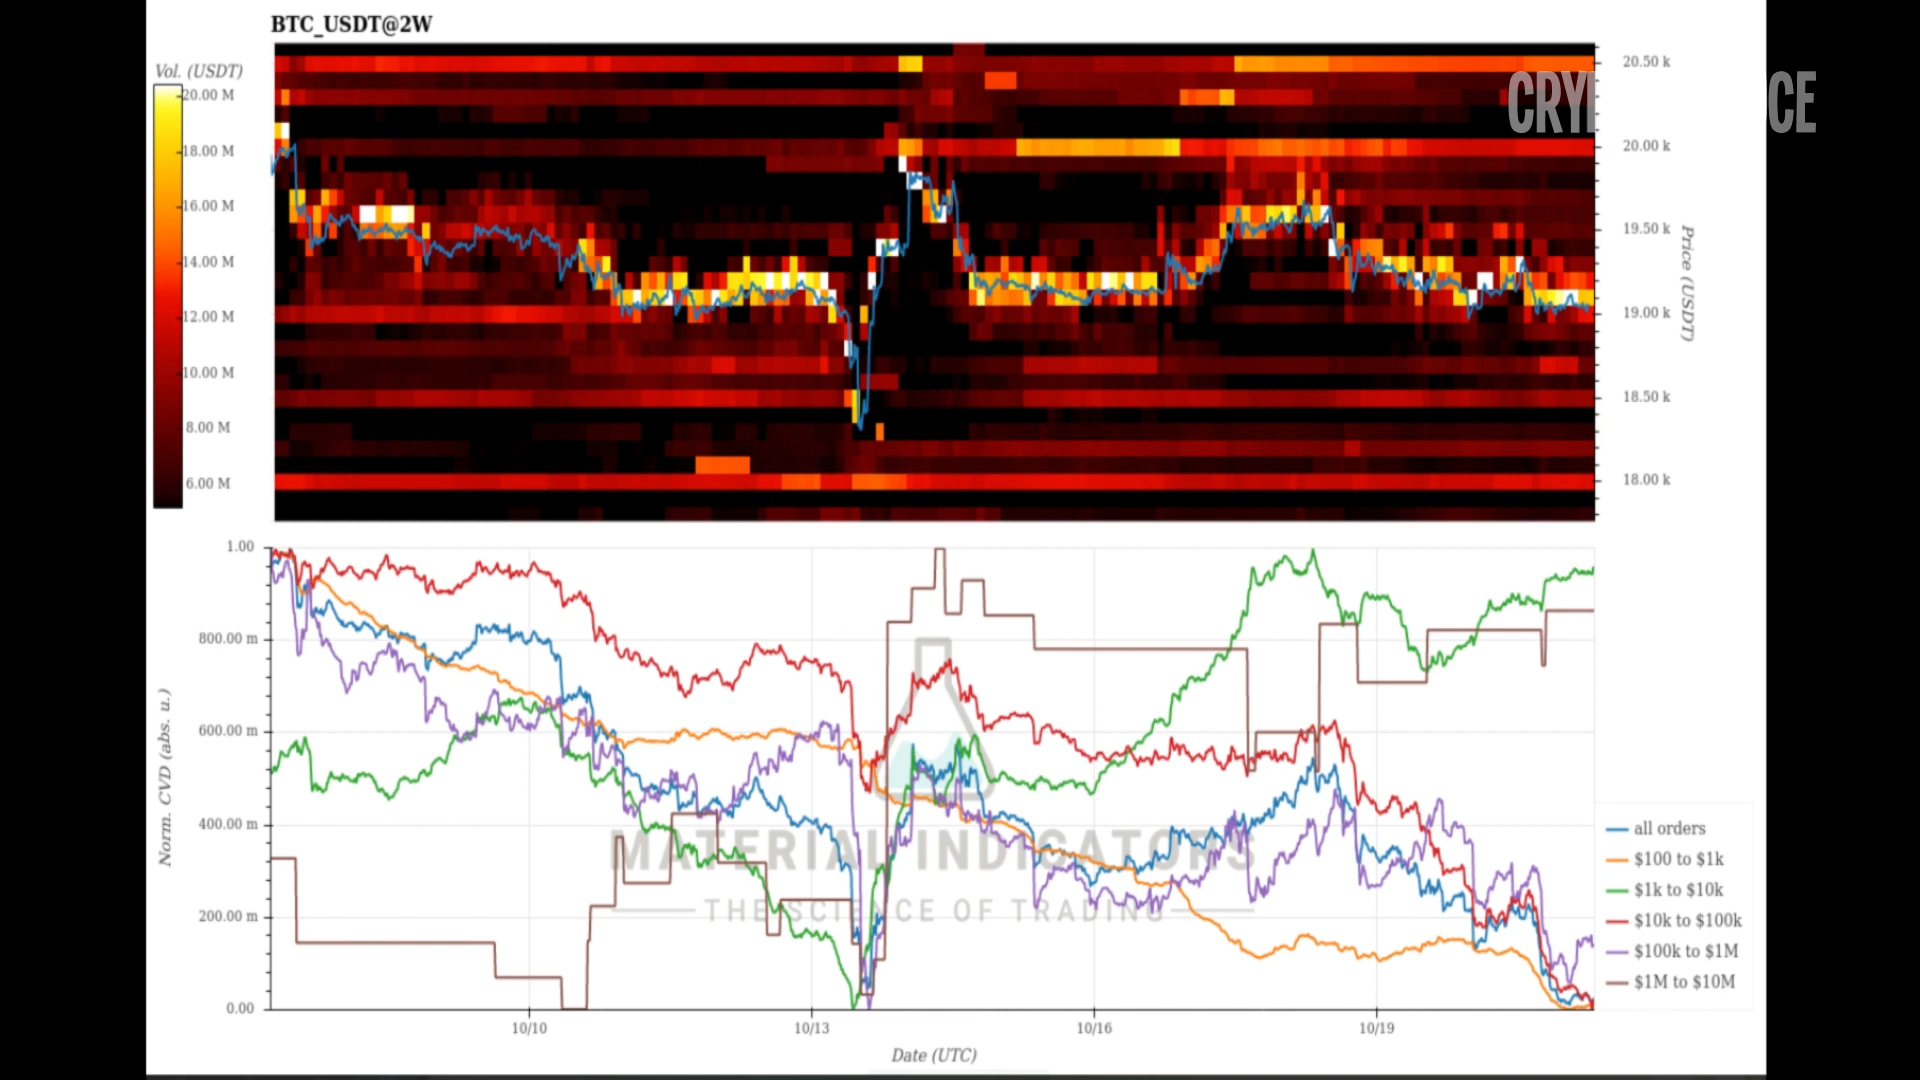 BTC_USDT@2W
Vol. (USDT)
20.00 M
18.00 M
16.00 M
14.00 M
12.00 M
10.00 M
8.00 M
6.00 M
20.50 k
20.00 k
19.50 k
19.00 k
18.50 k
18.00 k
Price (USDT)
CE
1.00
800.00 m
600.00 m
400.00 m
200.00 m
0.00
Norm. CVD (abs. u.)
MATERIAL INDICATORS
THE SCIENCE OF TRADING
all orders
$100 to $1k
$1k to $10k
$10k to $100k
$100k to $1M
$1M to $10M
10/10
10/13
10/16
10/19
Date (UTC)